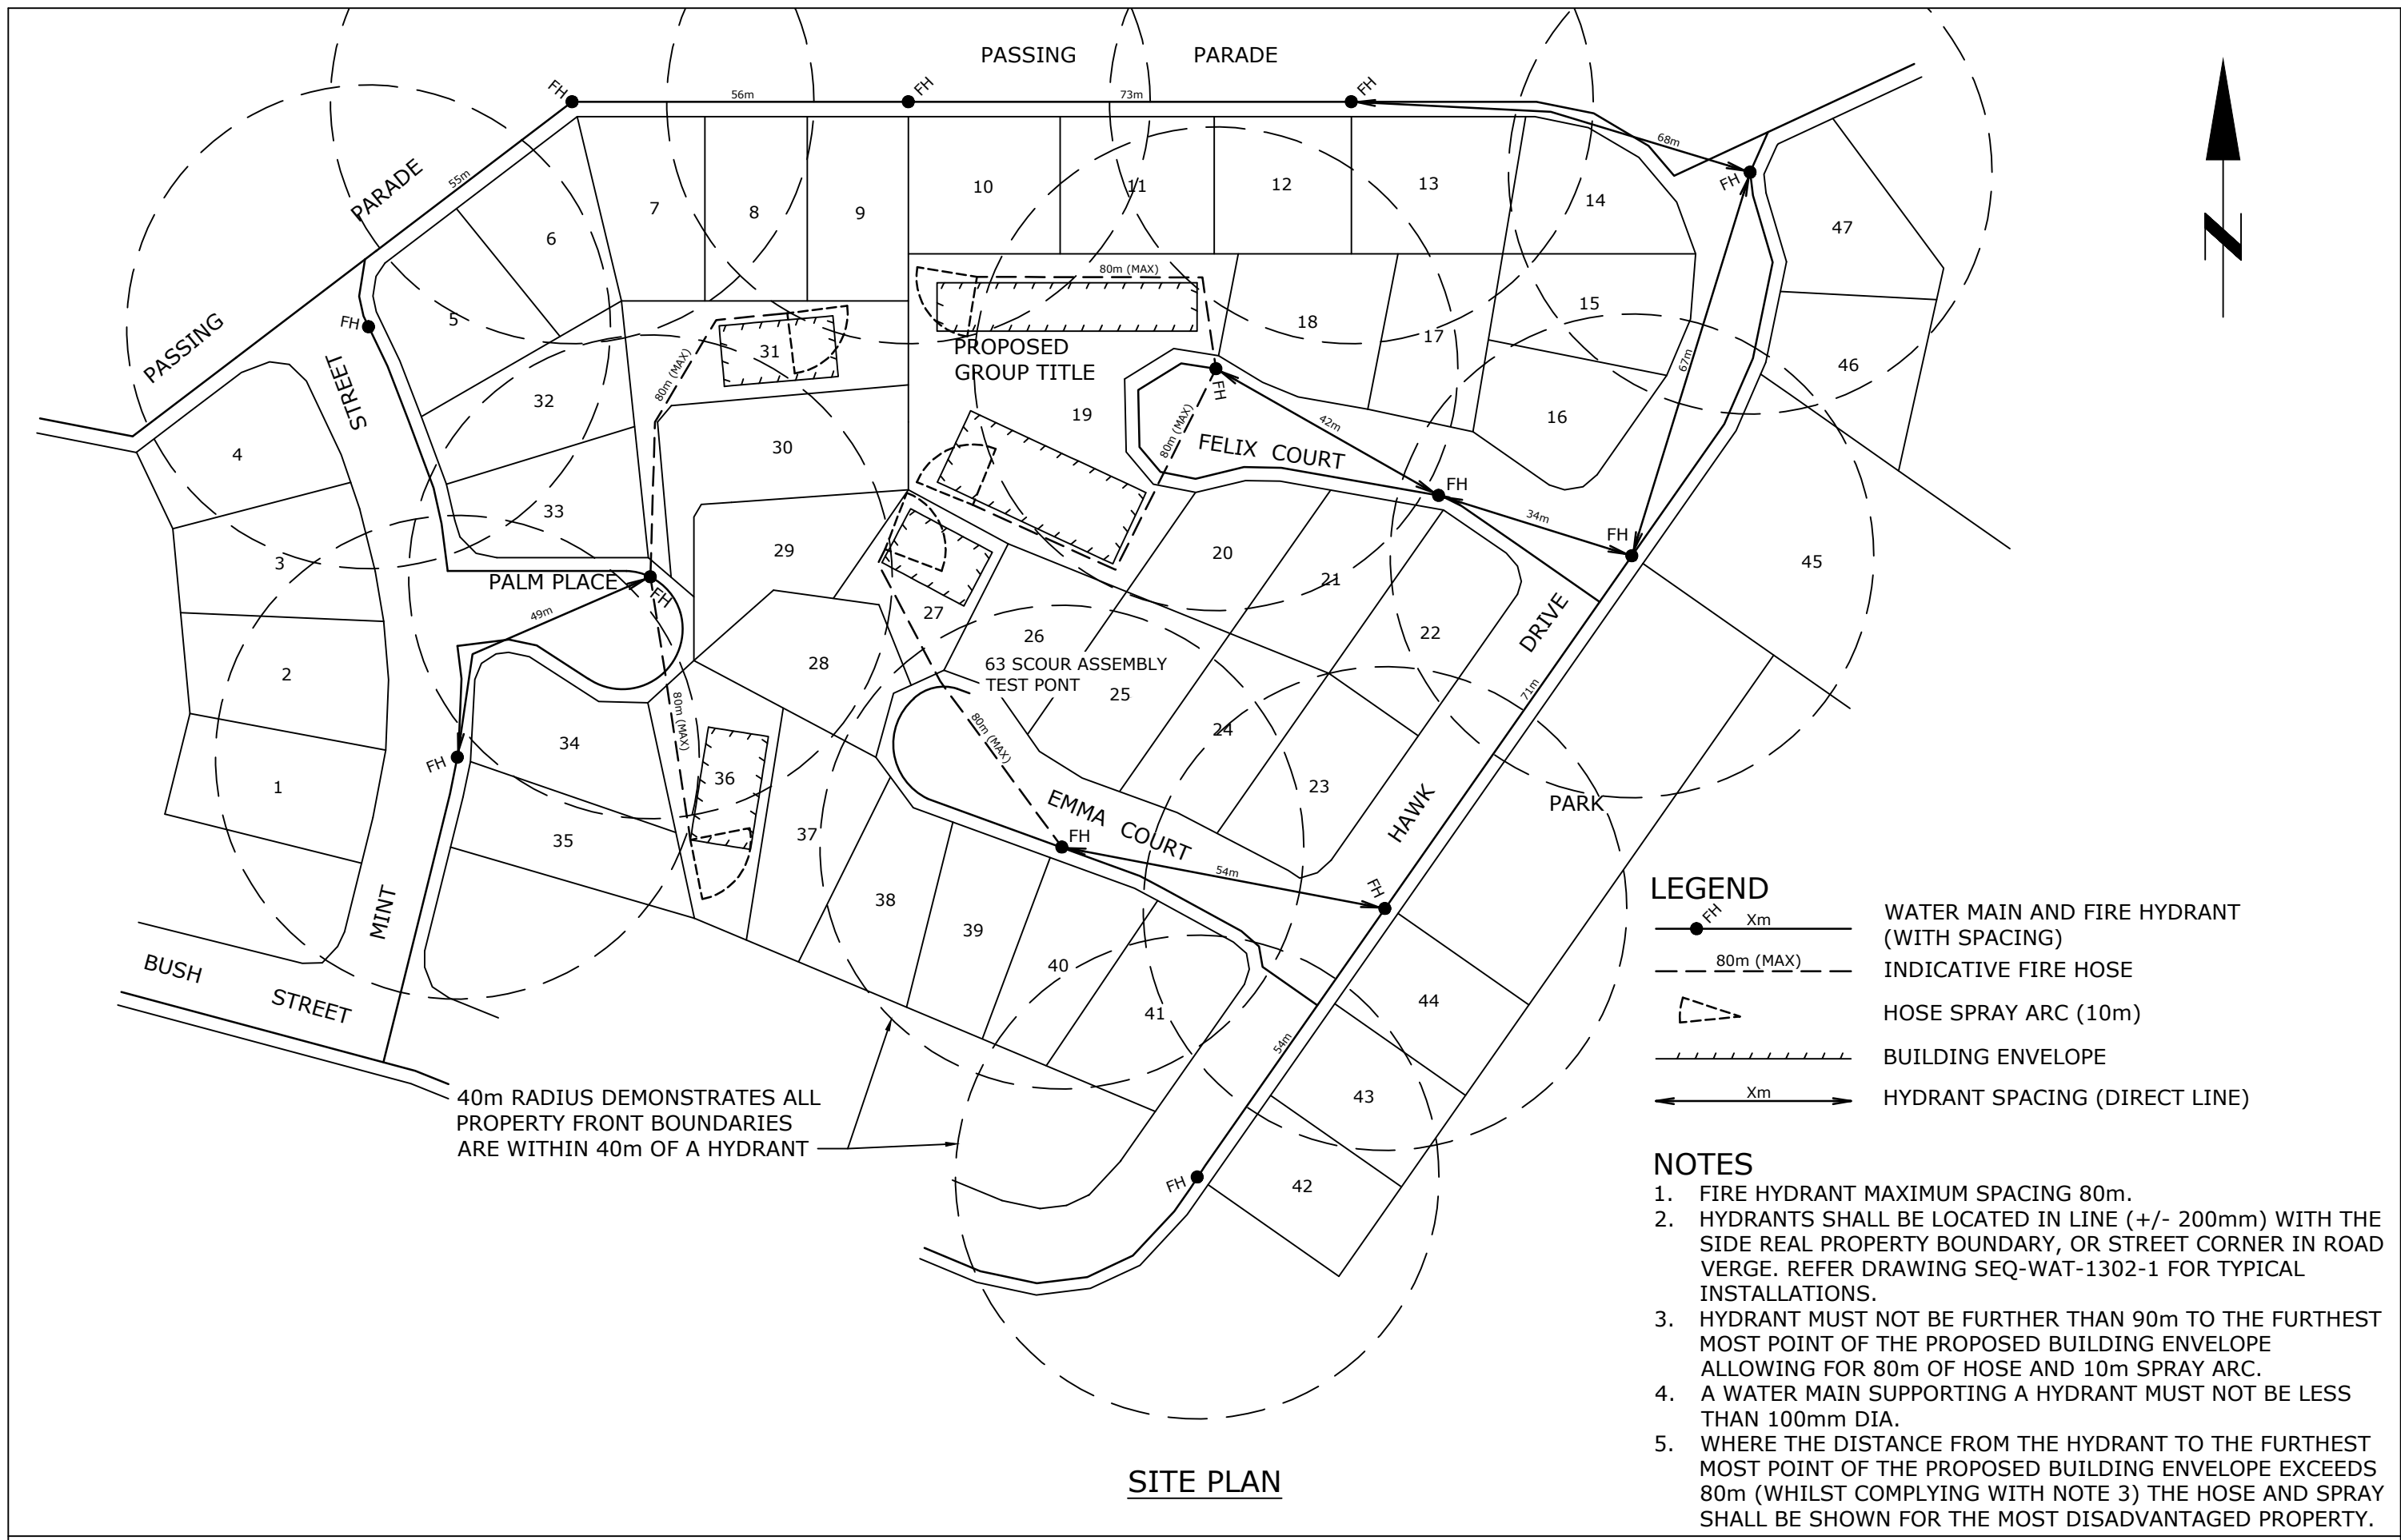 PASSING PARADE
FH
FH
FH
56m
73m
68m
FH
PASSING PARADE
55m
FH
STREET
4
5
6
7
8
9
10
11
12
13
14
47
15
46
16
17
18
80m (MAX)
PROPOSED
GROUP TITLE
19
31
80m (MAX)
32
30
33
29
3
PALM PLACE
FH
49m
2
1
FH
34
35
80m (MAX)
36
37
28
27
26
63 SCOUR ASSEMBLY
TEST PONT
25
24
23
22
21
20
FH
80m (MAX)
42m
FELIX COURT
FH
34m
FH
67m
45
DRIVE
71m
HAWK
PARK
80m (MAX)
EMMA COURT
FH
54m
FH
38
39
40
41
44
43
42
54m
FH
MINT
BUSH STREET
40m RADIUS DEMONSTRATES ALL
PROPERTY FRONT BOUNDARIES
ARE WITHIN 40m OF A HYDRANT
LEGEND
FH Xm WATER MAIN AND FIRE HYDRANT
(WITH SPACING)
80m (MAX) INDICATIVE FIRE HOSE
HOSE SPRAY ARC (10m)
BUILDING ENVELOPE
Xm HYDRANT SPACING (DIRECT LINE)
NOTES
1. FIRE HYDRANT MAXIMUM SPACING 80m.
2. HYDRANTS SHALL BE LOCATED IN LINE (+/- 200mm) WITH THE
SIDE REAL PROPERTY BOUNDARY, OR STREET CORNER IN ROAD
VERGE. REFER DRAWING SEQ-WAT-1302-1 FOR TYPICAL
INSTALLATIONS.
3. HYDRANT MUST NOT BE FURTHER THAN 90m TO THE FURTHEST
MOST POINT OF THE PROPOSED BUILDING ENVELOPE
ALLOWING FOR 80m OF HOSE AND 10m SPRAY ARC.
4. A WATER MAIN SUPPORTING A HYDRANT MUST NOT BE LESS
THAN 100mm DIA.
5. WHERE THE DISTANCE FROM THE HYDRANT TO THE FURTHEST
MOST POINT OF THE PROPOSED BUILDING ENVELOPE EXCEEDS
80m (WHILST COMPLYING WITH NOTE 3) THE HOSE AND SPRAY
SHALL BE SHOWN FOR THE MOST DISADVANTAGED PROPERTY.
SITE PLAN
N